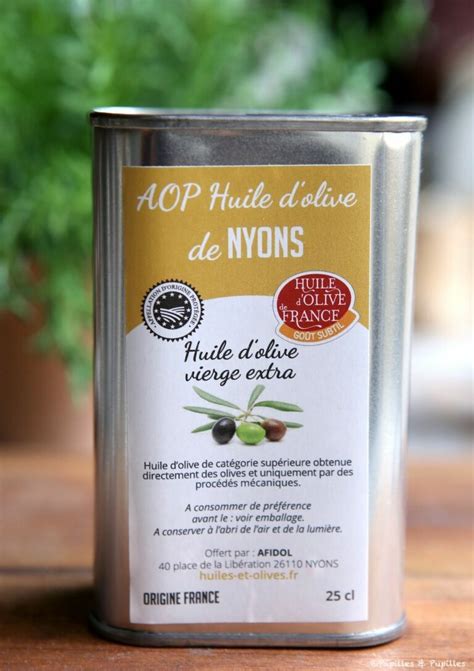 AOP Huile d'olive
de NYONS
APPELLATION D'ORIGINE PROTÉGÉE
HUILE
d'OLIVE
de FRANCE
GOÛT SUBTIL
Huile d'olive
vierge extra
Huile d'olive de catégorie supérieure obtenue
directement des olives et uniquement par des
procédés mécaniques.
A consommer de préférence
avant le : voir emballage.
A conserver à l'abri de l'air et de la lumière.
Offert par : AFIDOL
40 place de la Libération 26110 NYONS
huiles-et-olives.fr
ORIGINE FRANCE
25 cl
Papilles & Pupilles